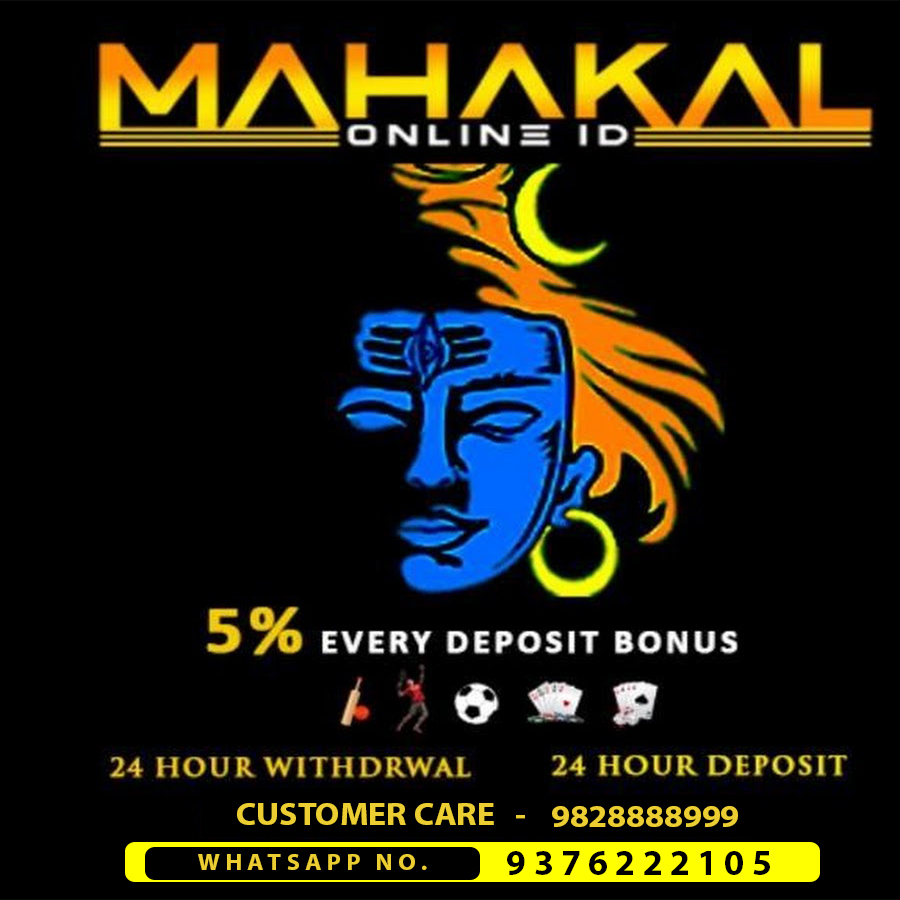 MAHAKAL
ONLINE ID
5% EVERY DEPOSIT BONUS
24 HOUR WITHDRWAL 24 HOUR DEPOSIT
CUSTOMER CARE - 9828888999
WHATSAPP NO. 9376222105